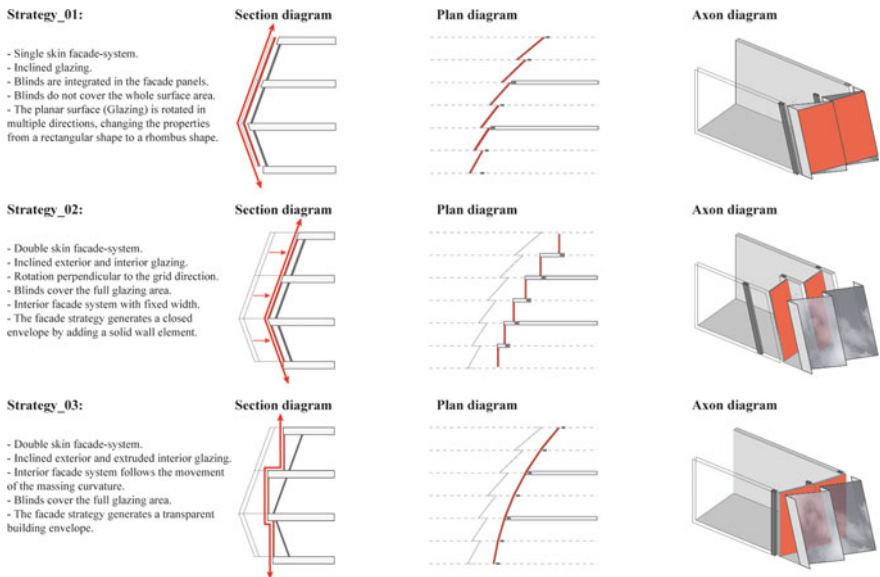 Strategy_01:
Section diagram
Plan diagram
Axon diagram
- Single skin facade-system.
- Inclined glazing.
- Blinds are integrated in the facade panels.
- Blinds do not cover the whole surface area.
- The planar surface (Glazing) is rotated in
multiple directions, changing the properties
from a rectangular shape to a rhombus shape.
Strategy_02:
Section diagram
Plan diagram
Axon diagram
- Double skin facade-system.
- Inclined exterior and interior glazing.
- Rotation perpendicular to the grid direction.
- Blinds cover the full glazing area.
- Interior facade system with fixed width.
- The facade strategy generates a closed
envelope by adding a solid wall element.
Strategy_03:
Section diagram
Plan diagram
Axon diagram
- Double skin facade-system.
- Inclined exterior and extruded interior glazing.
- Interior facade system follows the movement
of the massing curvature.
- Blinds cover the full glazing area.
- The facade strategy generates a transparent
building envelope.